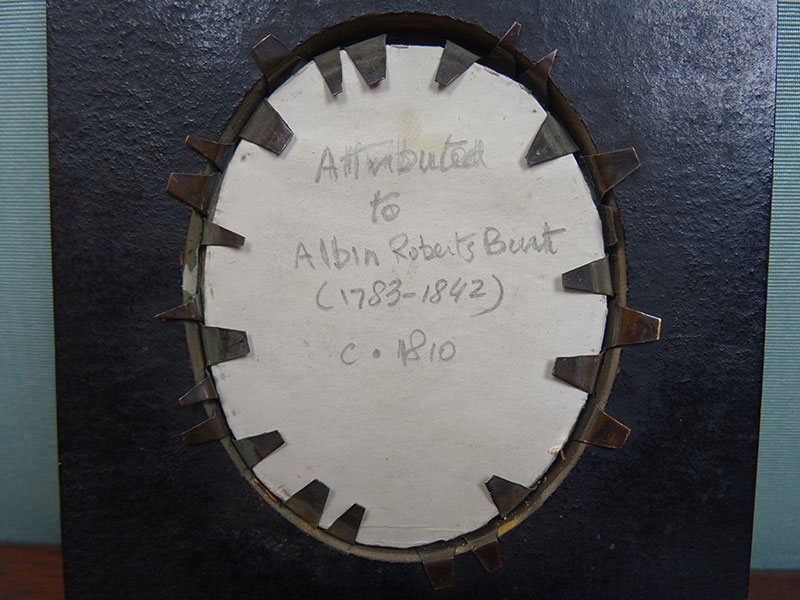 Attributed
to
Albin Roberts Burt
(1783-1842)
c. 1810